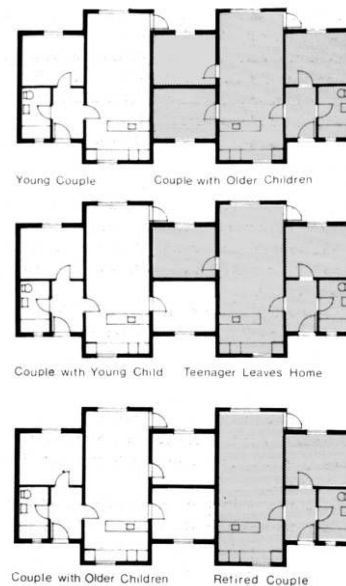 Young Couple
Couple with Older Children
Couple with Young Child
Teenager Leaves Home
Couple with Older Children
Retired Couple